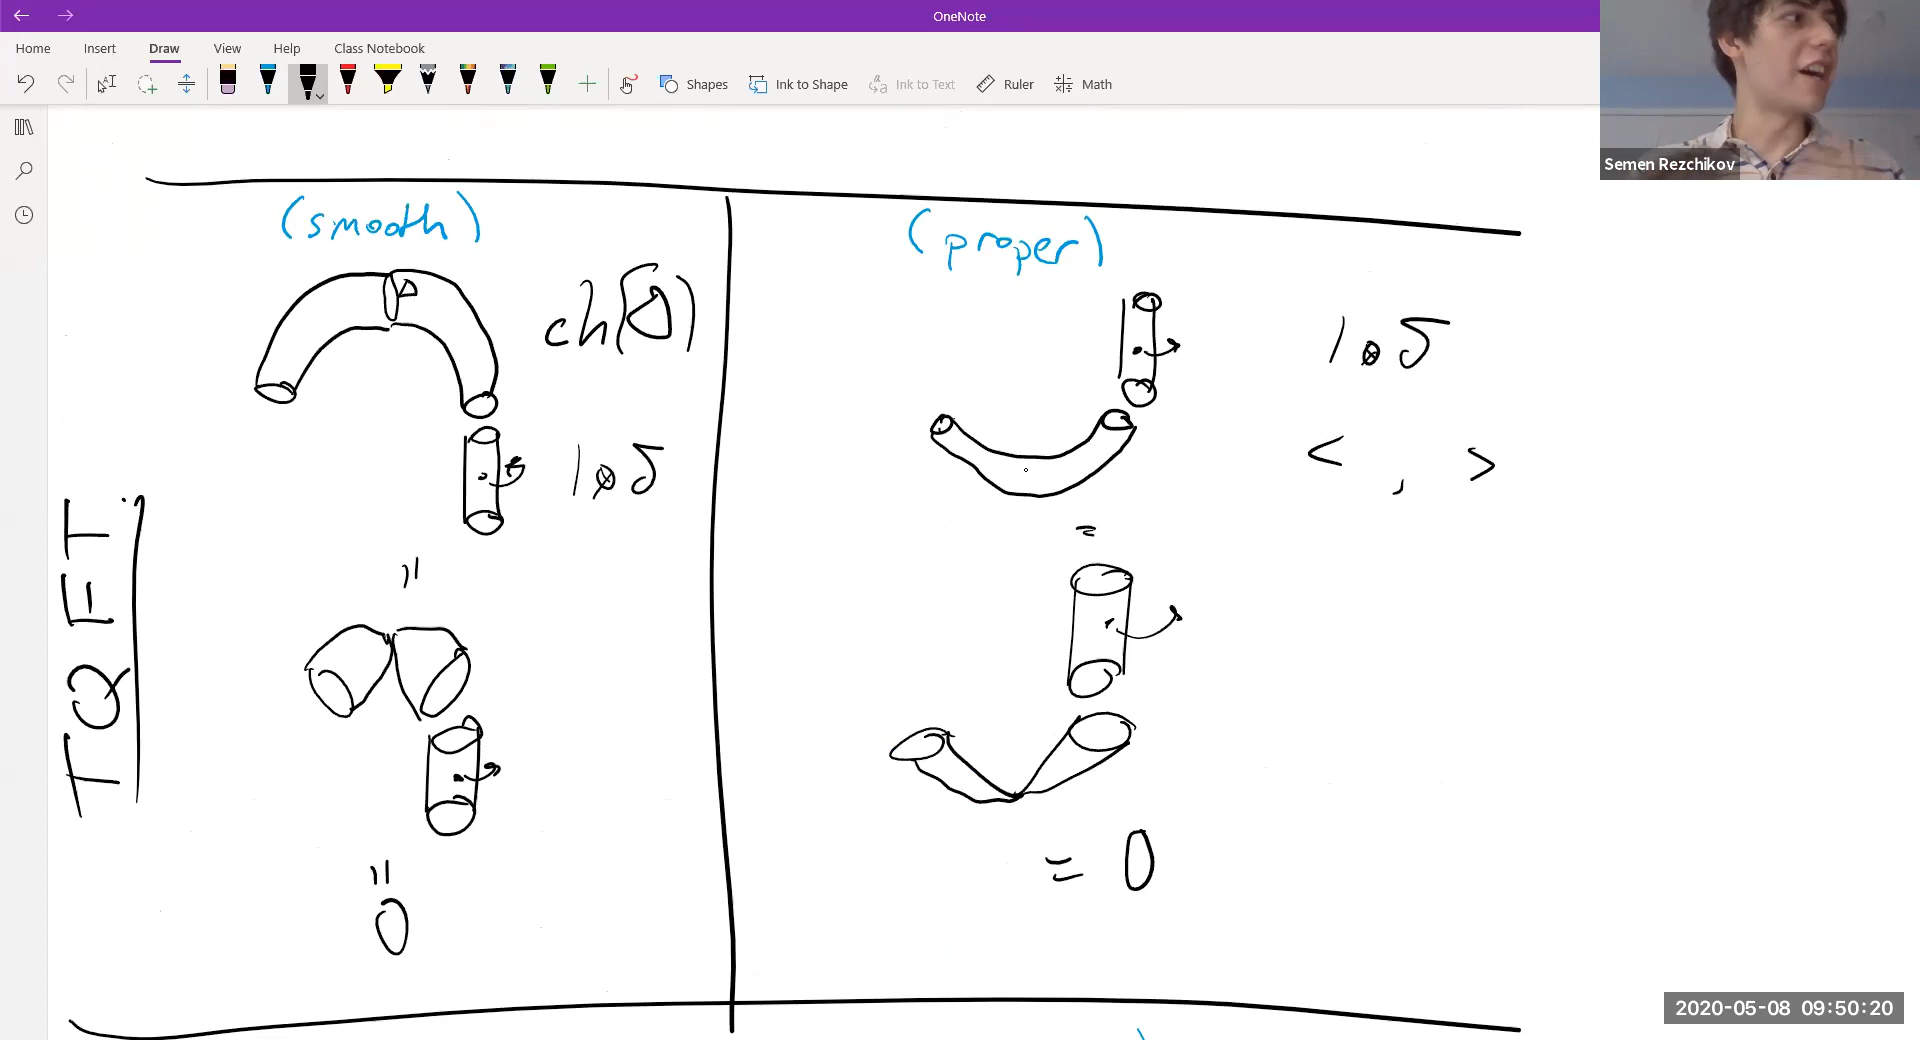 OneNote
Home Insert Draw View Help Class Notebook
Shapes Ink to Shape Ink to Text Ruler Math
Semen Rezchikov
TQFT
(smooth)
ch(Δ)
1⊗δ
=
=
0
(proper)
1⊗δ
< , >
=
= 0
2020-05-08 09:50:20